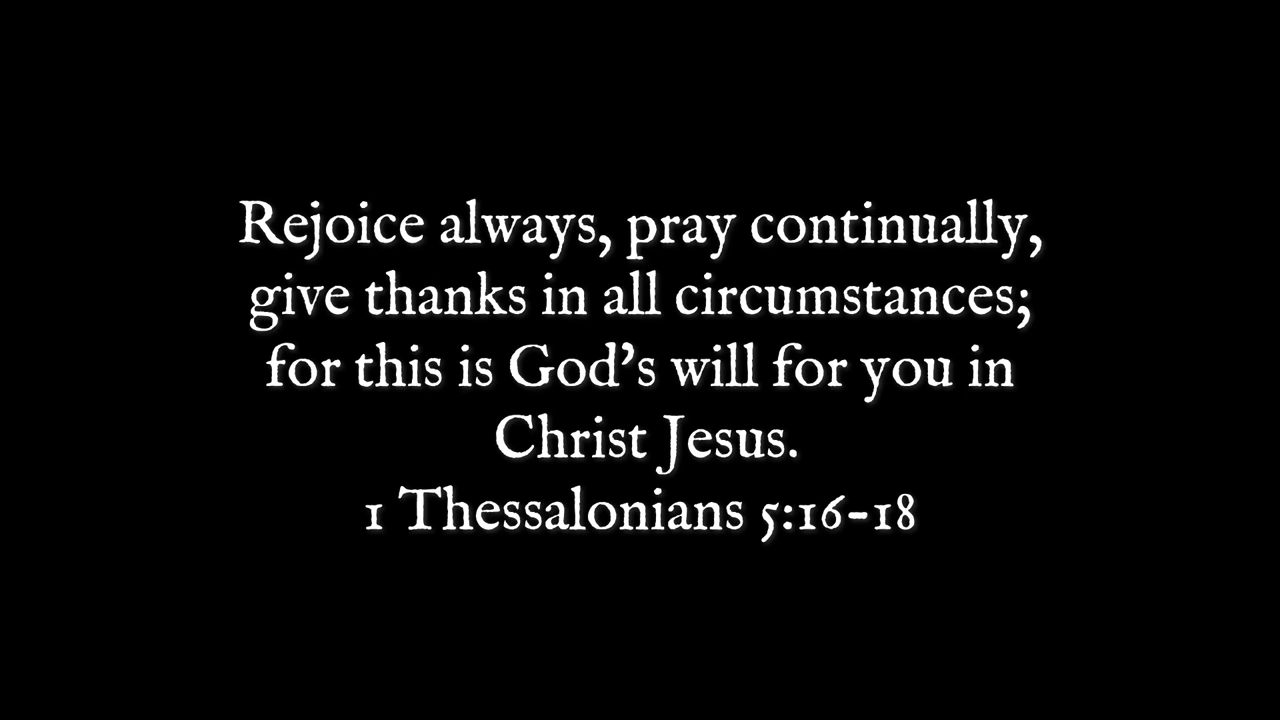 Rejoice always, pray continually,
give thanks in all circumstances;
for this is God’s will for you in
Christ Jesus.
1 Thessalonians 5:16-18